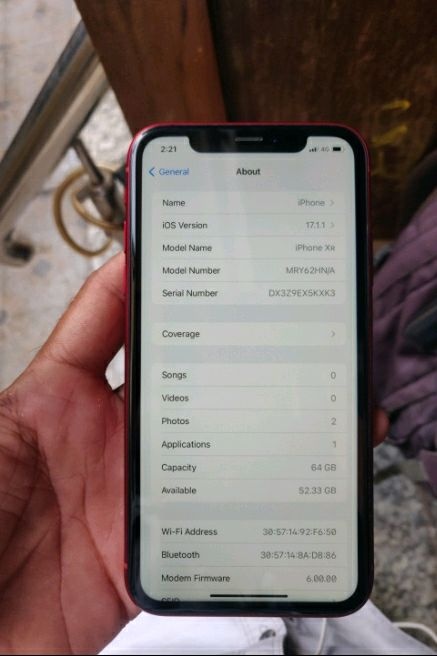 2:21 4G
General About
Name iPhone
iOS Version 17.1.1
Model Name iPhone XR
Model Number MRY62HN/A
Serial Number DX3Z9EX5KXK3
Coverage
Songs 0
Videos 0
Photos 2
Applications 1
Capacity 64 GB
Available 52.33 GB
Wi-Fi Address 30:57:14:92:F6:50
Bluetooth 30:57:14:8A:D8:86
Modem Firmware 6.00.00